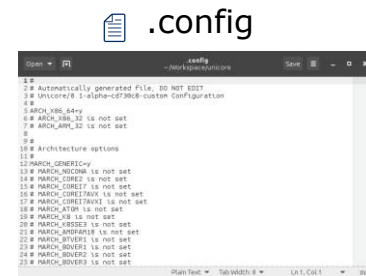 .config
Open
.config
~/Workspace/unicore
Save
1 #
2 # Automatically generated file. DO NOT EDIT
3 # Unicore/0.1-alpha-cd730c8-custom Configuration
4 #
5 ARCH_X86_64=y
6 # ARCH_X86_32 is not set
7 # ARCH_ARM_32 is not set
8
9 #
10 # Architecture options
11 #
12 MARCH_GENERIC=y
13 # MARCH_NOCONA is not set
14 # MARCH_CORE2 is not set
15 # MARCH_COREI7 is not set
16 # MARCH_COREI7AVX is not set
17 # MARCH_COREI7AVXI is not set
18 # MARCH_ATOM is not set
19 # MARCH_K8 is not set
20 # MARCH_K8SSE3 is not set
21 # MARCH_AMDFAM10 is not set
22 # MARCH_BTVER1 is not set
23 # MARCH_BDVER1 is not set
24 # MARCH_BDVER2 is not set
25 # MARCH_BDVER3 is not set
Plain Text Tab Width: 8 Ln 1, Col 1